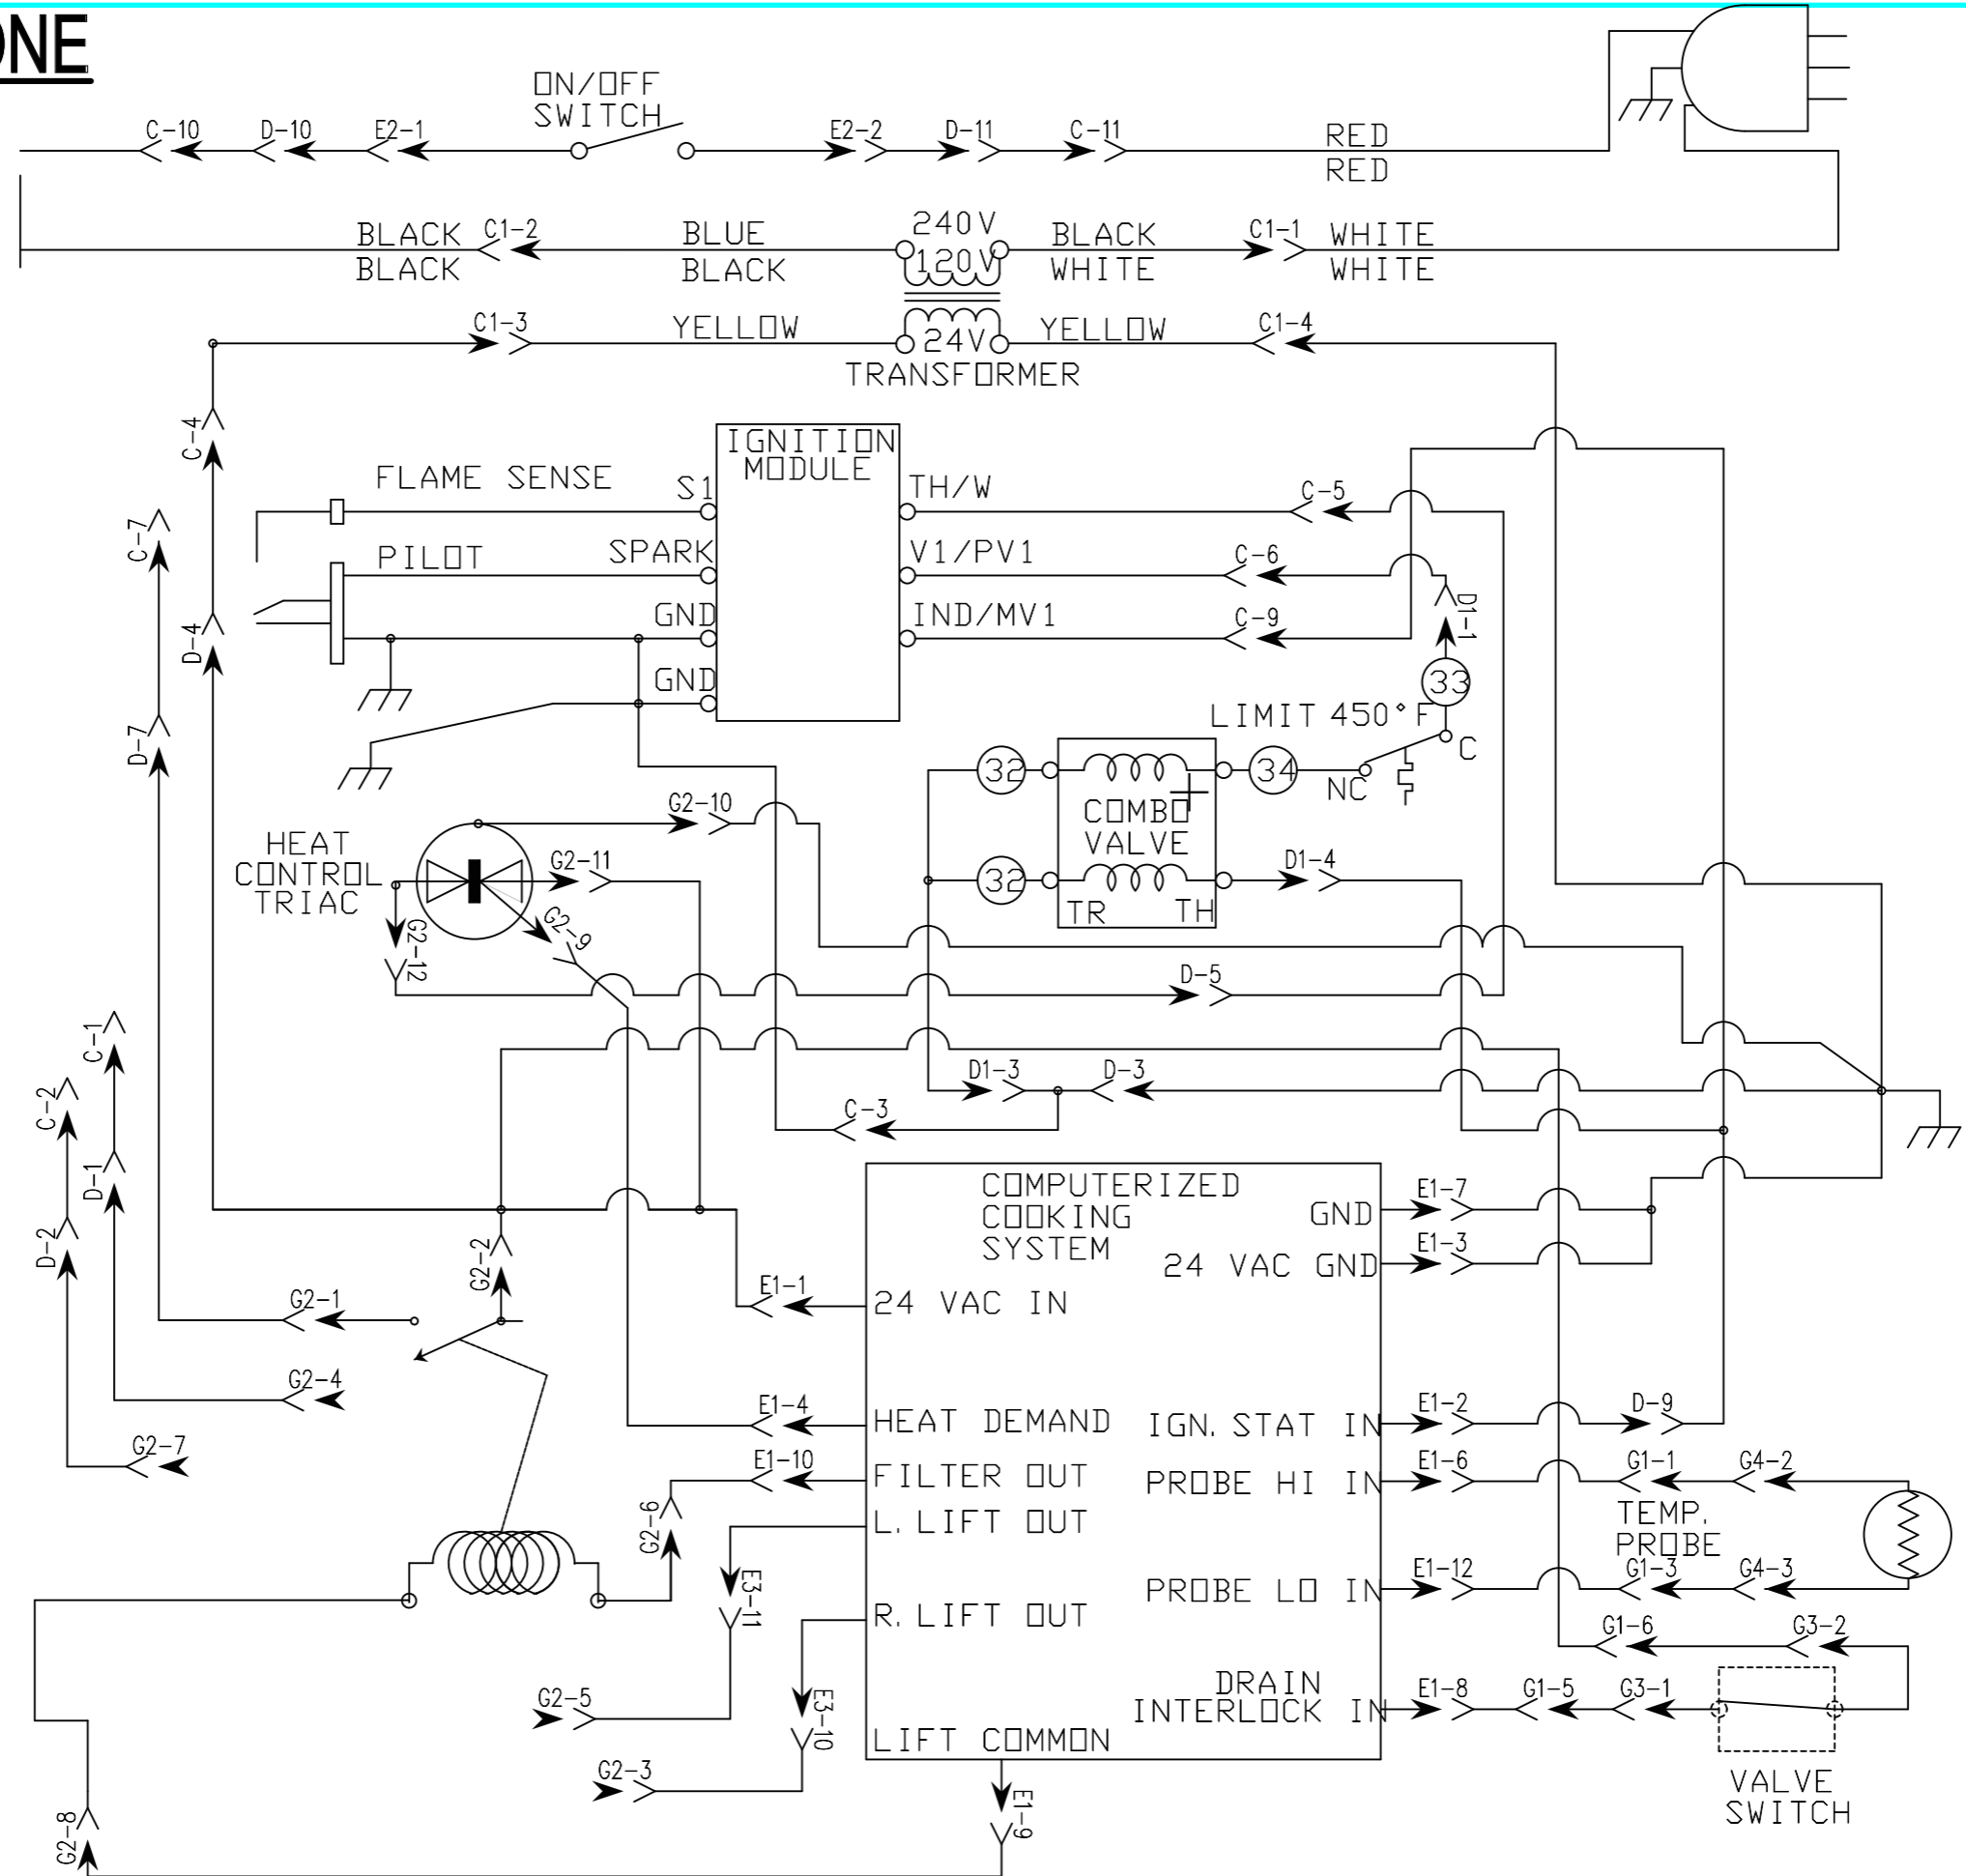 ONE
ON/OFF
SWITCH
C-10
D-10
E2-1
E2-2
D-11
C-11
RED
RED
BLACK
C1-2
BLUE
240V
BLACK
C1-1
WHITE
BLACK
BLACK
120V
WHITE
WHITE
C1-3
YELLOW
24V
YELLOW
C1-4
TRANSFORMER
C-4
IGNITION
MODULE
FLAME SENSE
S1
TH/W
C-5
C-7
PILOT
SPARK
V1/PV1
C-6
D1-1
D-4
GND
IND/MV1
C-9
GND
33
D-7
LIMIT 450°F
C
32
34
NC
COMBO
VALVE
G2-10
HEAT
CONTROL
TRIAC
G2-11
32
D1-4
TR
TH
G2-9
G2-12
D-5
C-1
C-2
D1-3
D-3
C-3
D-1
D-2
COMPUTERIZED
COOKING
SYSTEM
GND
E1-7
24 VAC GND
E1-3
G2-2
E1-1
24 VAC IN
G2-1
G2-4
E1-4
HEAT DEMAND
IGN. STAT IN
E1-2
D-9
G2-7
E1-10
FILTER OUT
PROBE HI IN
E1-6
G1-1
G4-2
G2-6
L. LIFT OUT
TEMP.
PROBE
E3-11
PROBE LO IN
E1-12
G1-3
G4-3
R. LIFT OUT
G1-6
G3-2
G2-5
E3-10
DRAIN
INTERLOCK IN
E1-8
G1-5
G3-1
LIFT COMMON
G2-3
VALVE
SWITCH
G2-8
E1-9